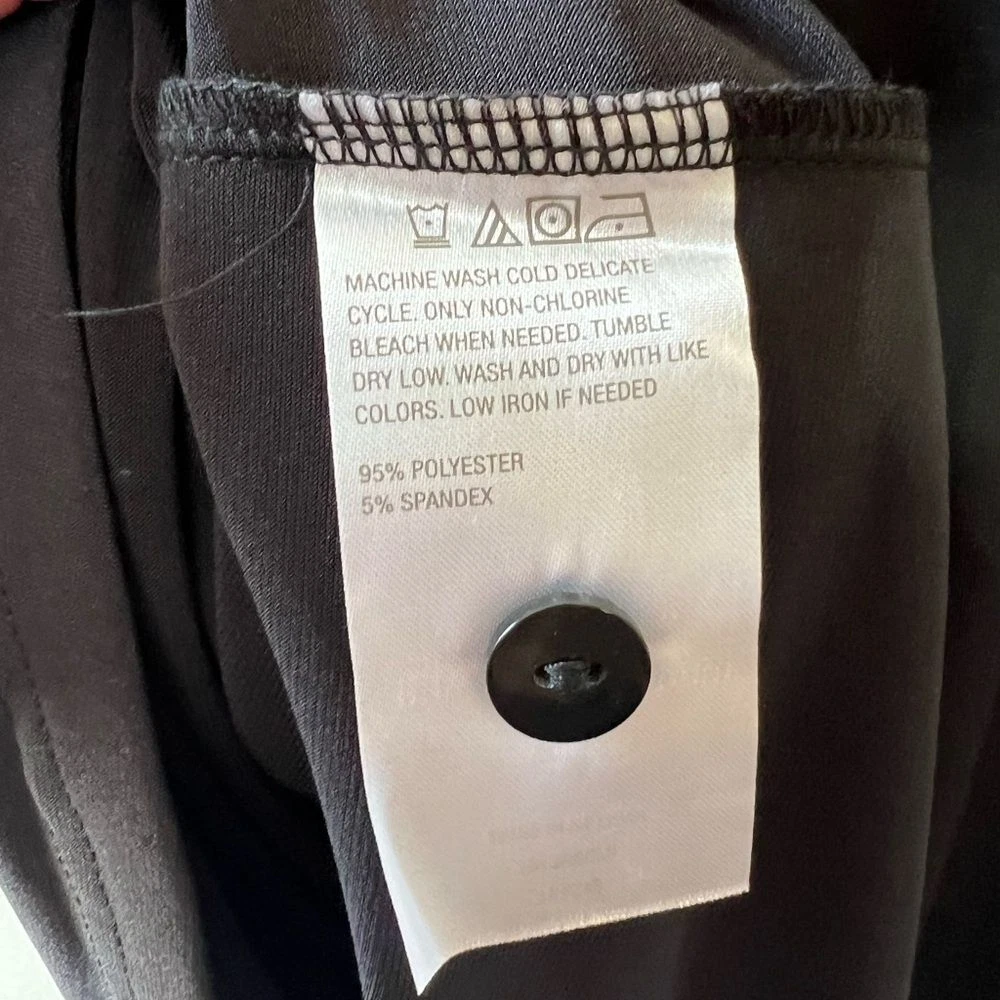 MACHINE WASH COLD DELICATE
CYCLE. ONLY NON-CHLORINE
BLEACH WHEN NEEDED. TUMBLE
DRY LOW. WASH AND DRY WITH LIKE
COLORS. LOW IRON IF NEEDED
95% POLYESTER
5% SPANDEX